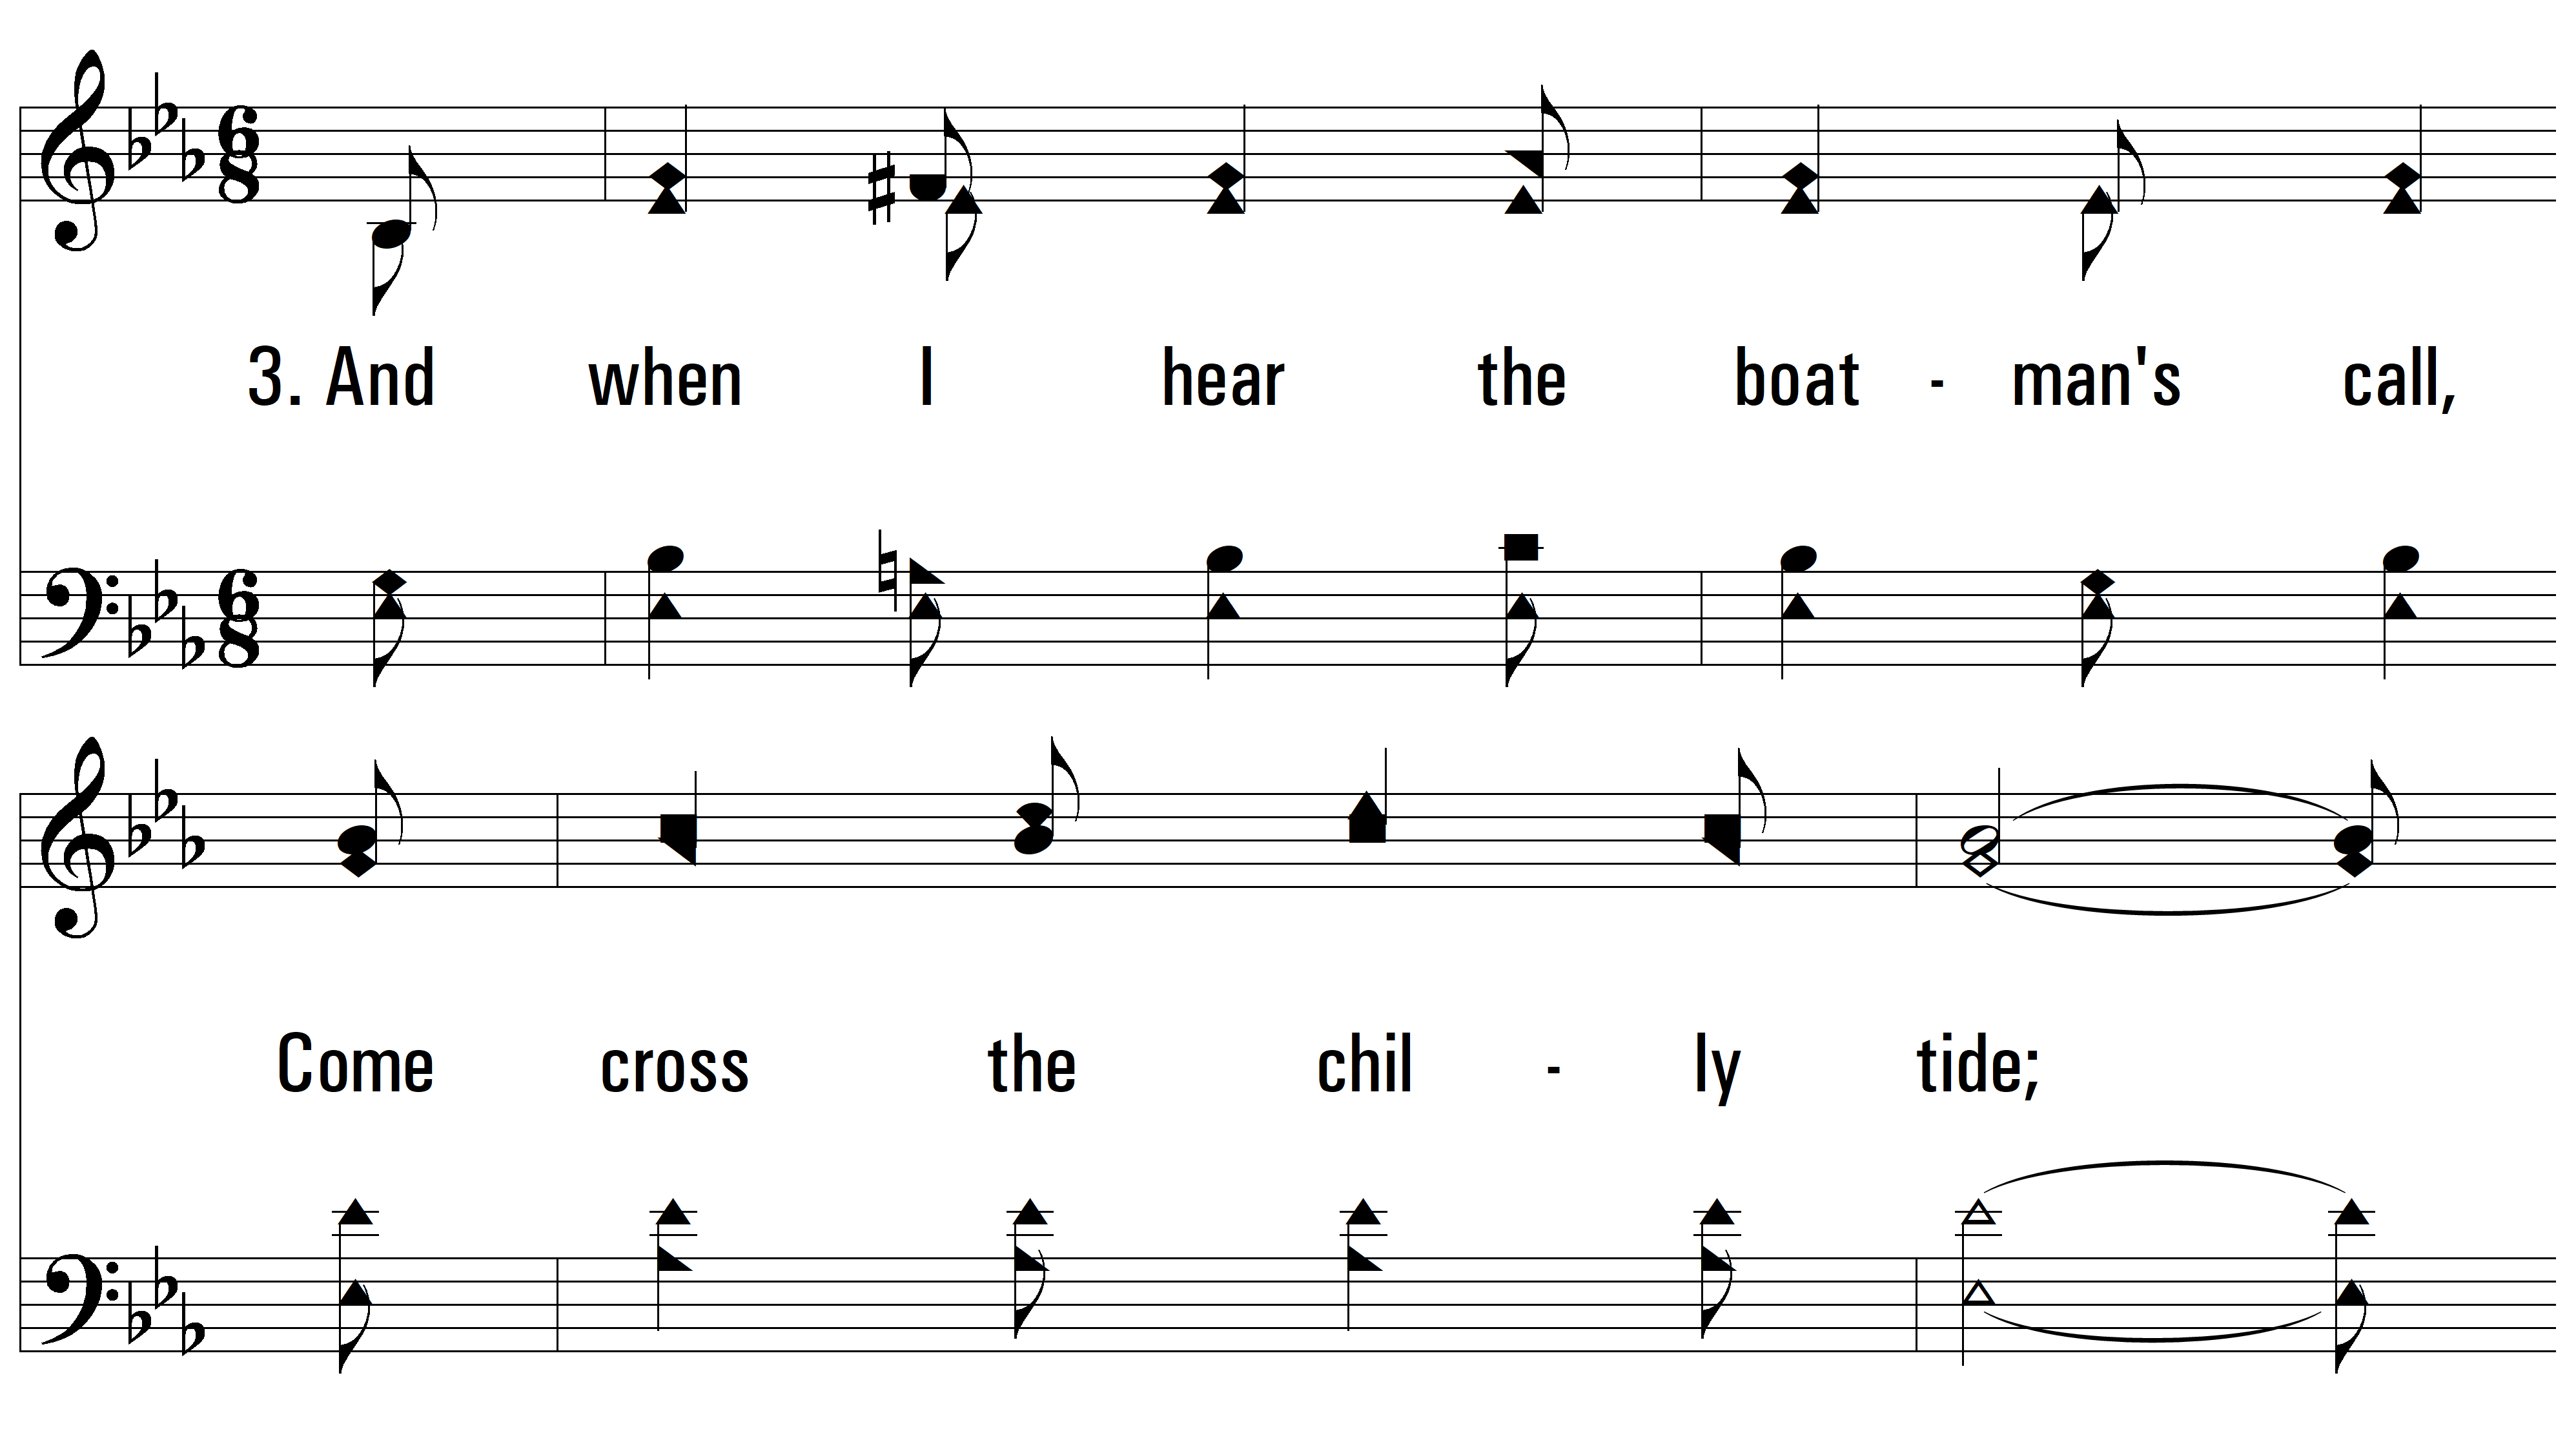 3. And when I hear the boat - man's call,
Come cross the chil - ly tide;